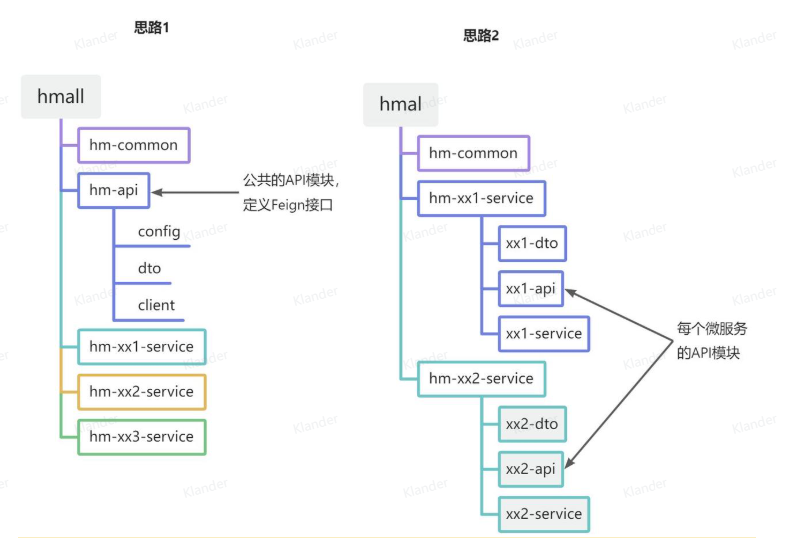 思路1
hmall
hm-common
hm-api
公共的API模块,
定义Feign接口
config
dto
client
hm-xx1-service
hm-xx2-service
hm-xx3-service
思路2
hmal
hm-common
hm-xx1-service
xx1-dto
xx1-api
xx1-service
每个微服务
的API模块
hm-xx2-service
xx2-dto
xx2-api
xx2-service
Klander